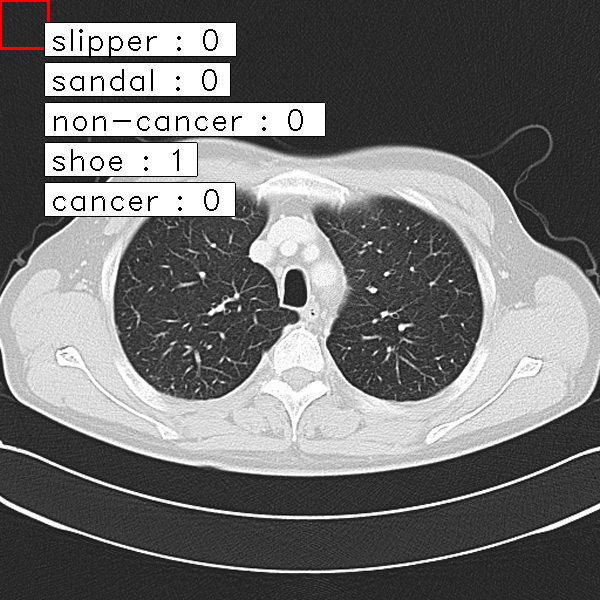 slipper : 0
sandal : 0
non-cancer : 0
shoe : 1
cancer : 0